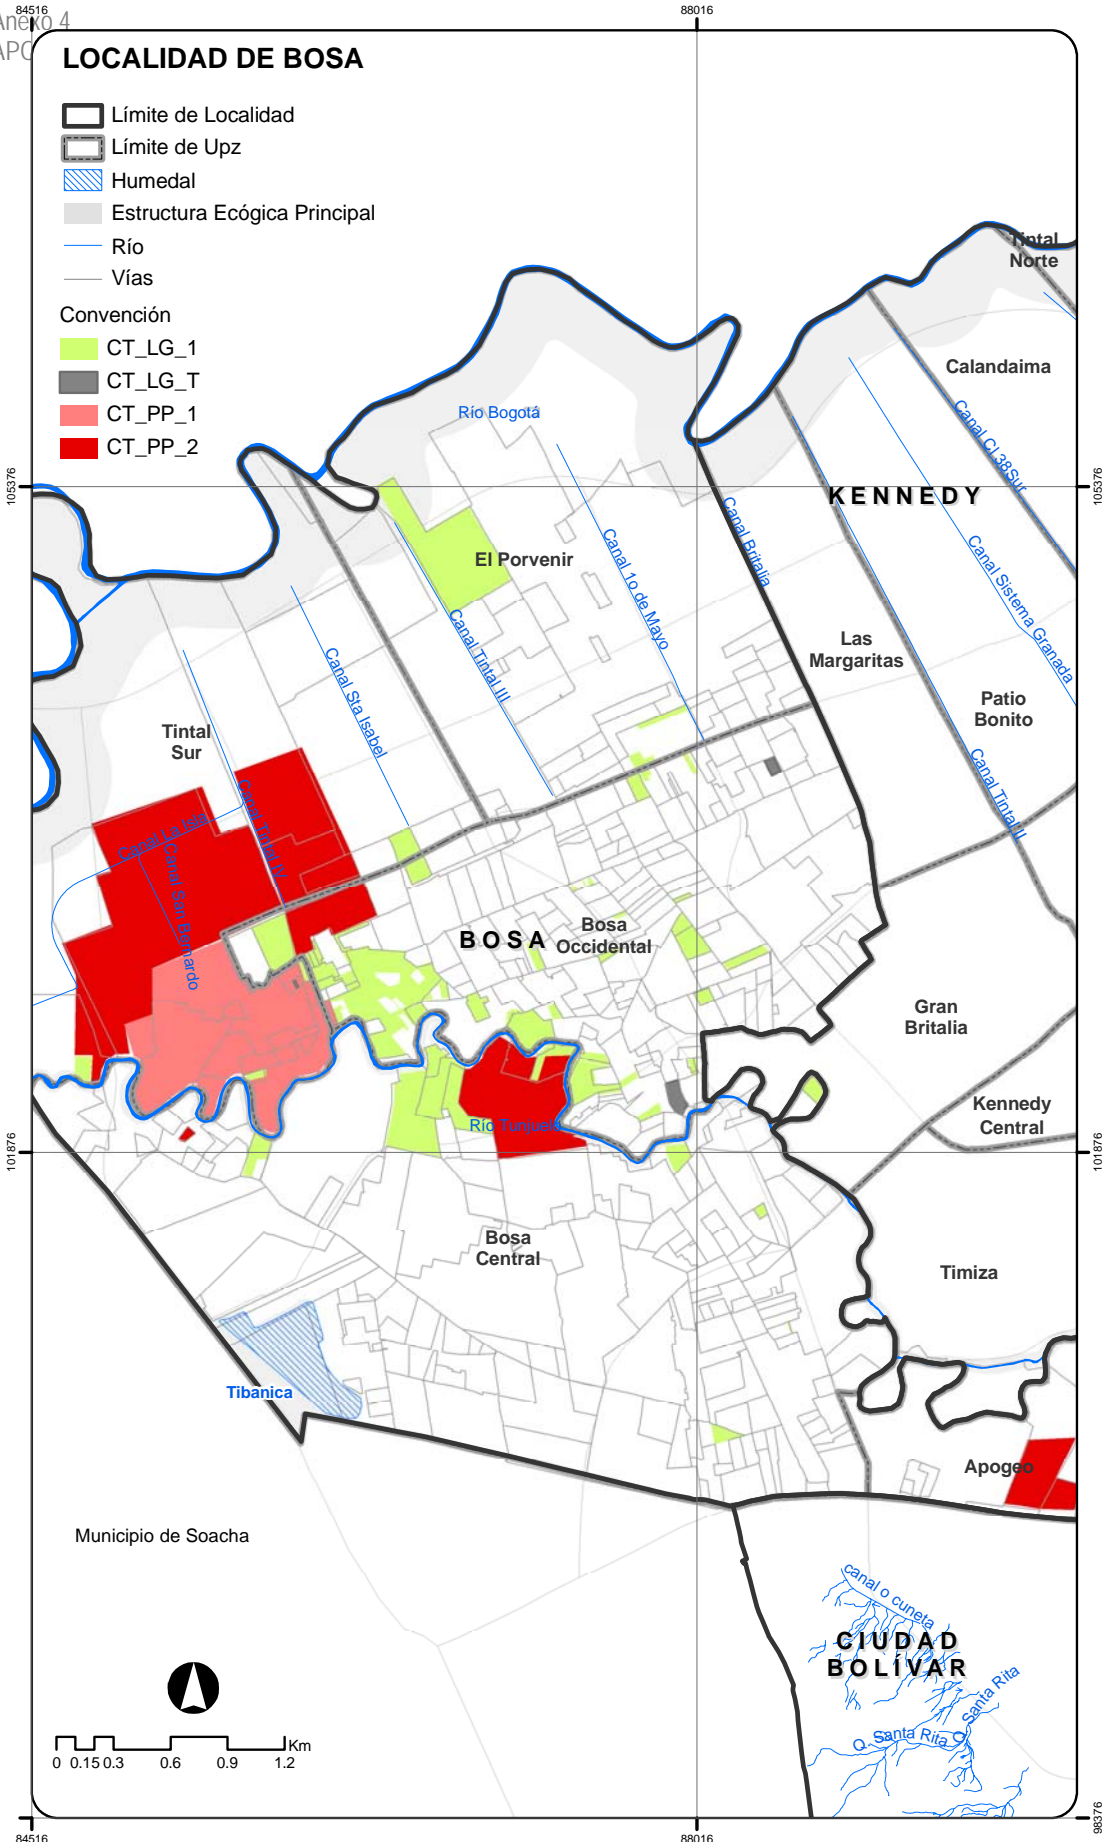 84516
88016
Anexo 4
LOCALIDAD DE BOSA
Límite de Localidad
Límite de Upz
Humedal
Estructura Ecógica Principal
Río
Vías
Convención
CT_LG_1
CT_LG_T
CT_PP_1
CT_PP_2
Tintal
Norte
Calandaima
Río Bogotá
Canal Cl 38Sur
105376
105376
KENNEDY
Canal Britalia
El Porvenir
Canal 1o de Mayo
Canal Sistema Granada
Canal Tintal III
Las
Margaritas
Canal Sta Isabel
Patio
Bonito
Tintal
Sur
Canal Tintal II
Canal La Isla
Canal Tintal IV
Canal San Bernardo
BOSA
Bosa
Occidental
Gran
Britalia
Kennedy
Central
Río Tunjuelo
101876
101876
Bosa
Central
Timiza
Tibanica
Apogeo
Municipio de Soacha
canal o cuneta
CIUDAD
BOLÍVAR
Q. Santa Rita
Q. Santa Rita
Km
0 0.15 0.3 0.6 0.9 1.2
98376
84516
88016